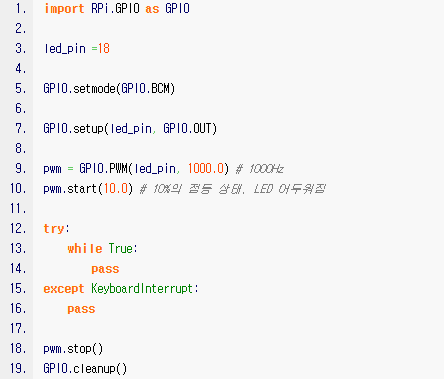 1. import RPi.GPIO as GPIO
2.
3. led_pin =18
4.
5. GPIO.setmode(GPIO.BCM)
6.
7. GPIO.setup(led_pin, GPIO.OUT)
8.
9. pwm = GPIO.PWM(led_pin, 1000.0) # 1000Hz
10. pwm.start(10.0) # 10%의 점등 상태, LED 어두워짐
11.
12. try:
13.     while True:
14.         pass
15. except KeyboardInterrupt:
16.     pass
17.
18. pwm.stop()
19. GPIO.cleanup()